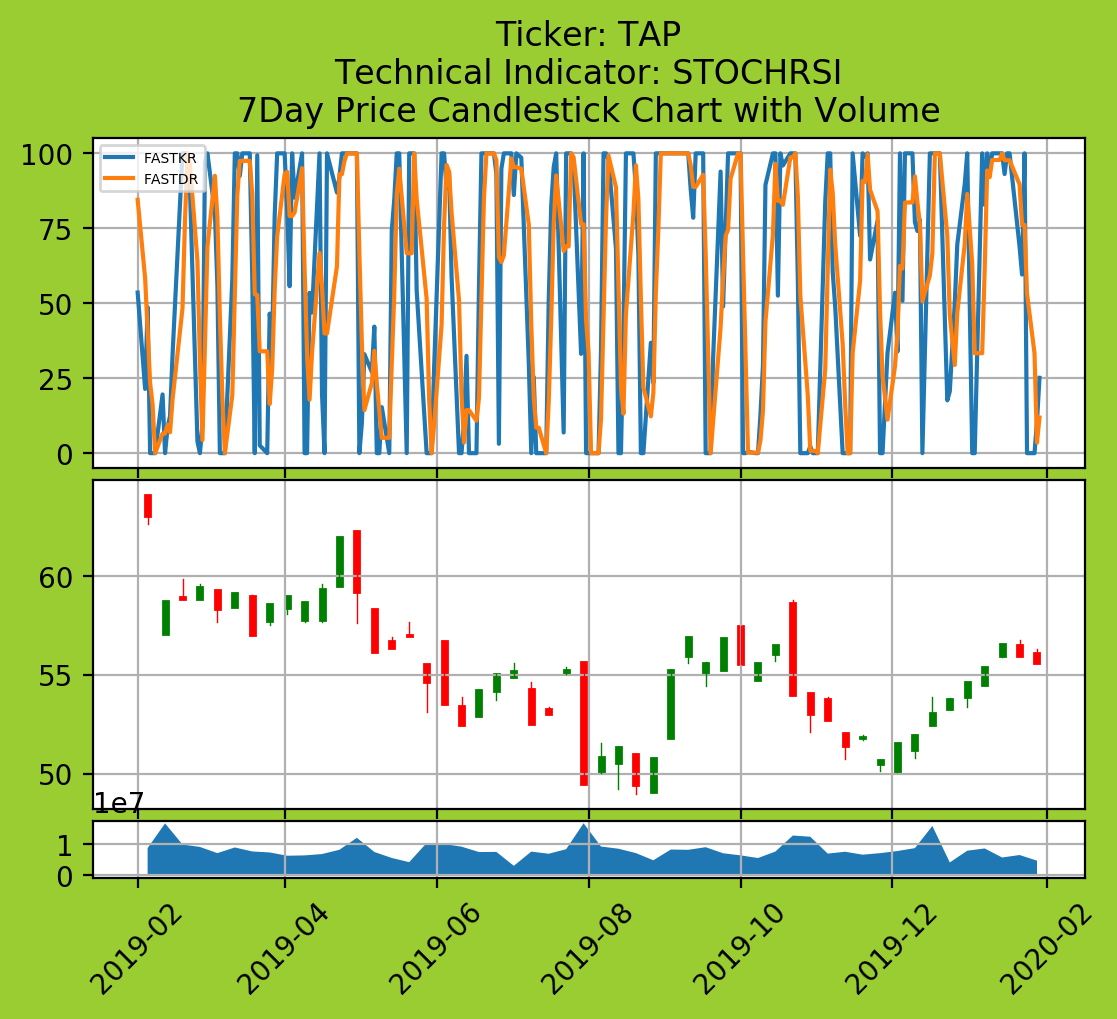 Ticker: TAP
Technical Indicator: STOCHRSI
7Day Price Candlestick Chart with Volume
100
75
50
25
0
FASTKR
FASTDR
60
55
50
1e7
1
0
2019-02
2019-04
2019-06
2019-08
2019-10
2019-12
2020-02